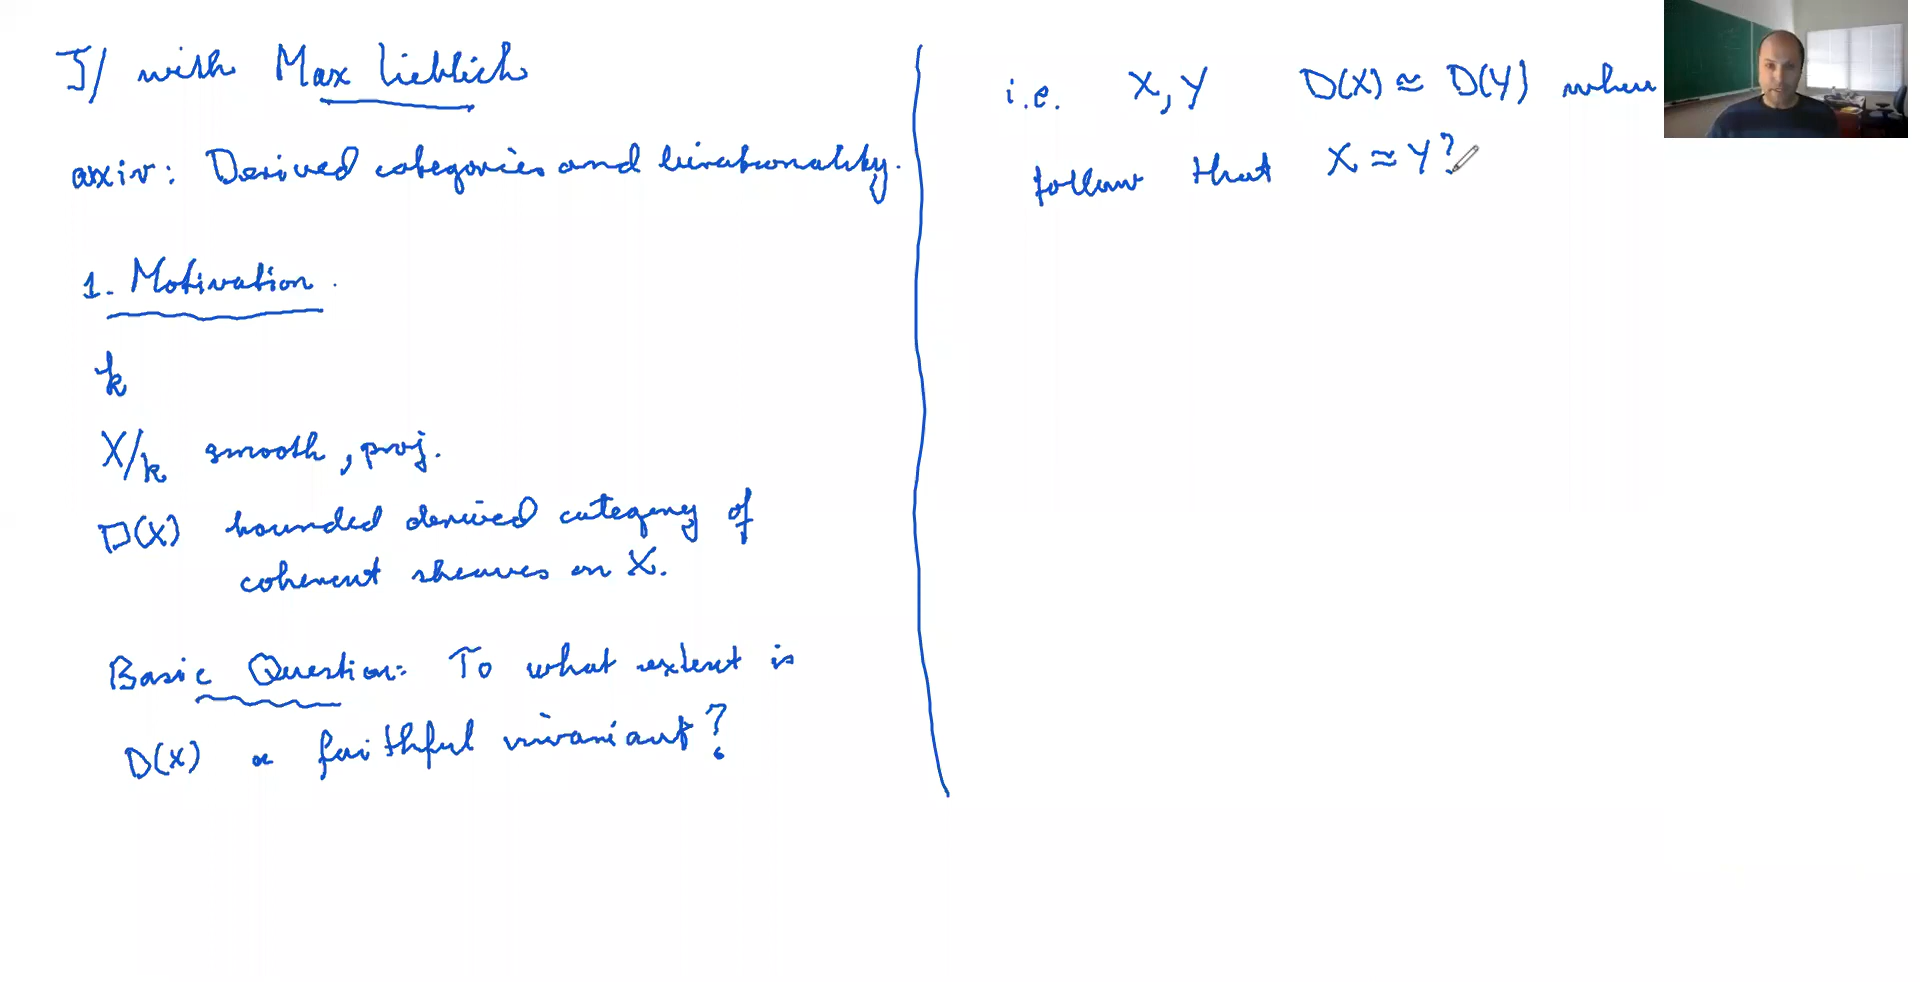 J/ with Max Lieblich
arxiv: Derived categories and birationality.
1. Motivation.
k
X/k smooth, proj.
D(X) bounded derived category of
coherent sheaves on X.
Basic Question: To what extent is
D(X) a faithful invariant?
i.e. X, Y D(X) ≃ D(Y) when
follow that X ≃ Y?